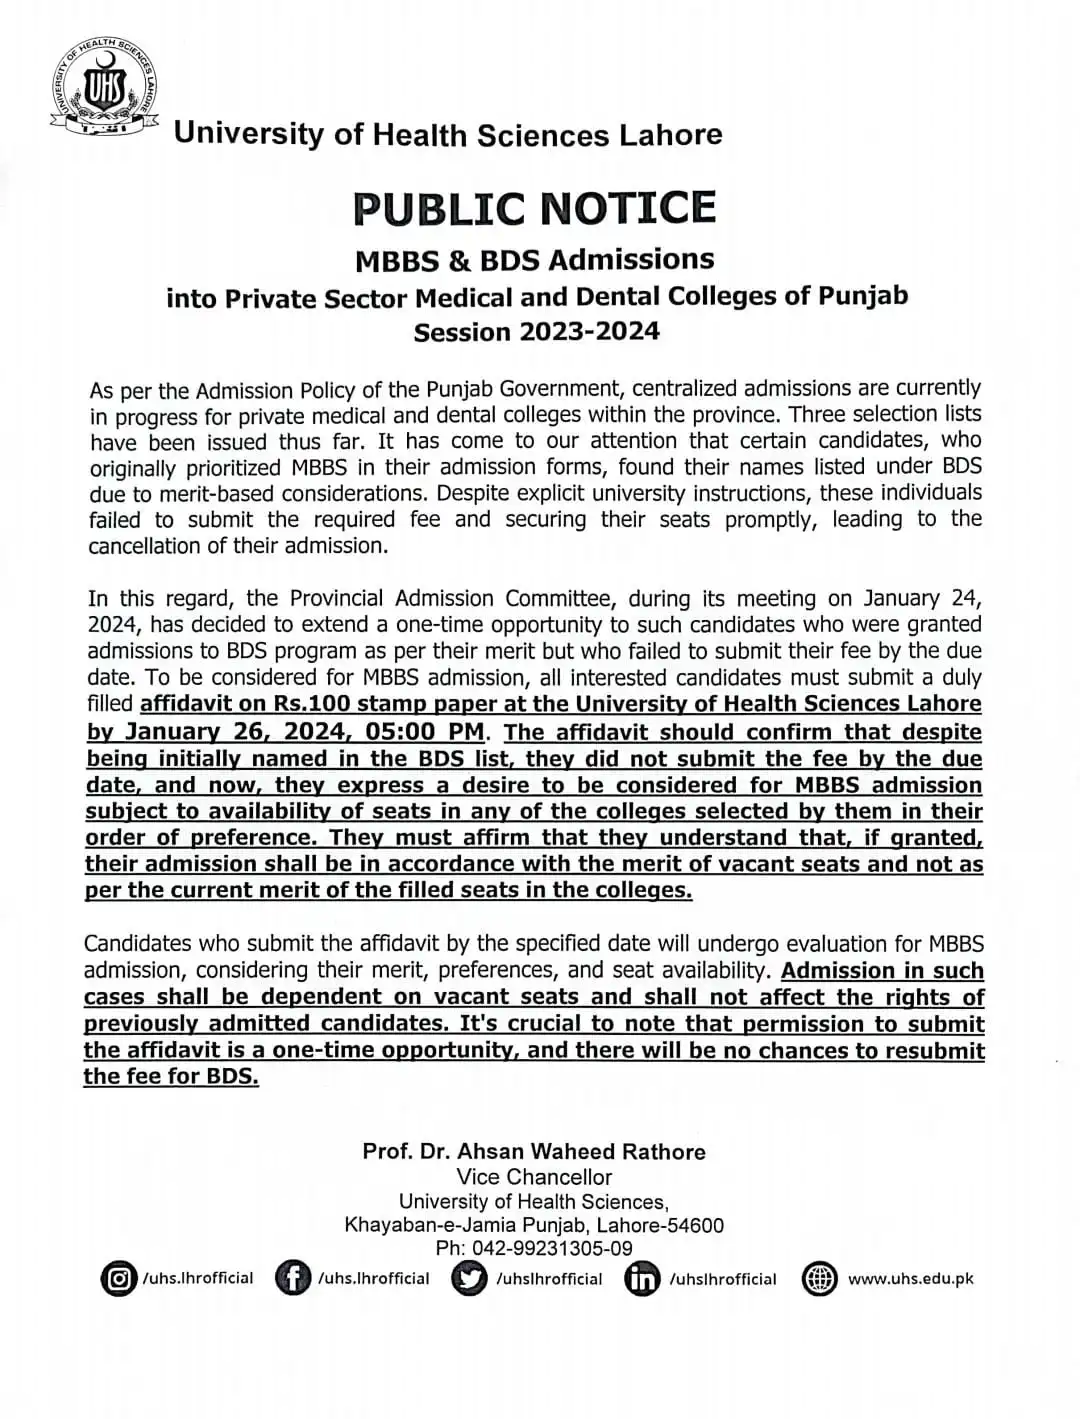 UNIVERSITY OF HEALTH SCIENCES LAHORE
UHS
University of Health Sciences Lahore
PUBLIC NOTICE
MBBS & BDS Admissions
into Private Sector Medical and Dental Colleges of Punjab
Session 2023-2024
As per the Admission Policy of the Punjab Government, centralized admissions are currently
in progress for private medical and dental colleges within the province. Three selection lists
have been issued thus far. It has come to our attention that certain candidates, who
originally prioritized MBBS in their admission forms, found their names listed under BDS
due to merit-based considerations. Despite explicit university instructions, these individuals
failed to submit the required fee and securing their seats promptly, leading to the
cancellation of their admission.
In this regard, the Provincial Admission Committee, during its meeting on January 24,
2024, has decided to extend a one-time opportunity to such candidates who were granted
admissions to BDS program as per their merit but who failed to submit their fee by the due
date. To be considered for MBBS admission, all interested candidates must submit a duly
filled affidavit on Rs.100 stamp paper at the University of Health Sciences Lahore
by January 26, 2024, 05:00 PM. The affidavit should confirm that despite
being initially named in the BDS list, they did not submit the fee by the due
date, and now, they express a desire to be considered for MBBS admission
subject to availability of seats in any of the colleges selected by them in their
order of preference. They must affirm that they understand that, if granted,
their admission shall be in accordance with the merit of vacant seats and not as
per the current merit of the filled seats in the colleges.
Candidates who submit the affidavit by the specified date will undergo evaluation for MBBS
admission, considering their merit, preferences, and seat availability. Admission in such
cases shall be dependent on vacant seats and shall not affect the rights of
previously admitted candidates. It's crucial to note that permission to submit
the affidavit is a one-time opportunity, and there will be no chances to resubmit
the fee for BDS.
Prof. Dr. Ahsan Waheed Rathore
Vice Chancellor
University of Health Sciences,
Khayaban-e-Jamia Punjab, Lahore-54600
Ph: 042-99231305-09
/uhs.lhrofficial /uhs.lhrofficial /uhslhrofficial /uhslhrofficial www.uhs.edu.pk